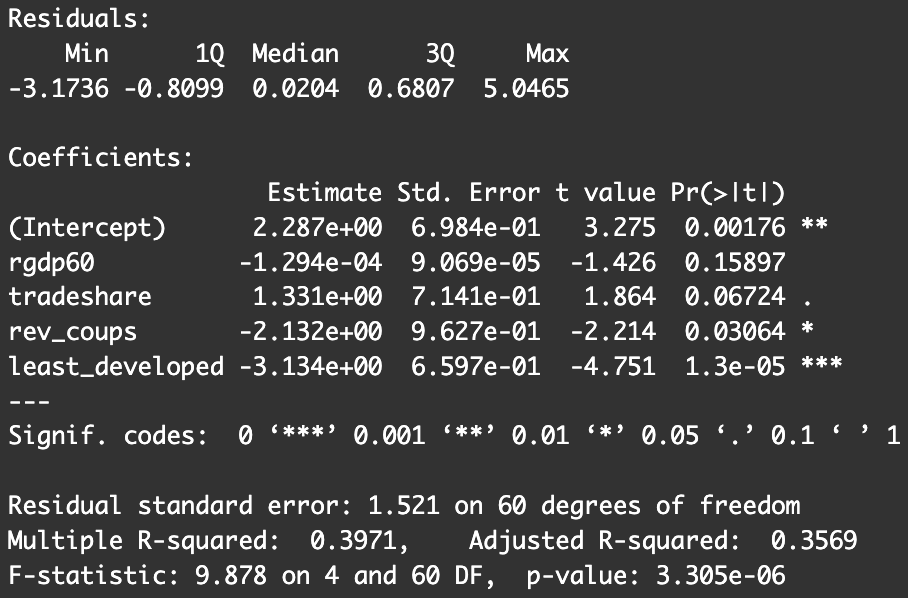 Residuals:
    Min      1Q  Median      3Q     Max
-3.1736 -0.8099  0.0204  0.6807  5.0465

Coefficients:
                  Estimate Std. Error t value Pr(>|t|)
(Intercept)      2.287e+00  6.984e-01   3.275  0.00176 **
rgdp60          -1.294e-04  9.069e-05  -1.426  0.15897
tradeshare       1.331e+00  7.141e-01   1.864  0.06724 .
rev_coups       -2.132e+00  9.627e-01  -2.214  0.03064 *
least_developed -3.134e+00  6.597e-01  -4.751  1.3e-05 ***
---
Signif. codes:  0 ‘***’ 0.001 ‘**’ 0.01 ‘*’ 0.05 ‘.’ 0.1 ‘ ’ 1

Residual standard error: 1.521 on 60 degrees of freedom
Multiple R-squared:  0.3971,    Adjusted R-squared:  0.3569
F-statistic: 9.878 on 4 and 60 DF,  p-value: 3.305e-06